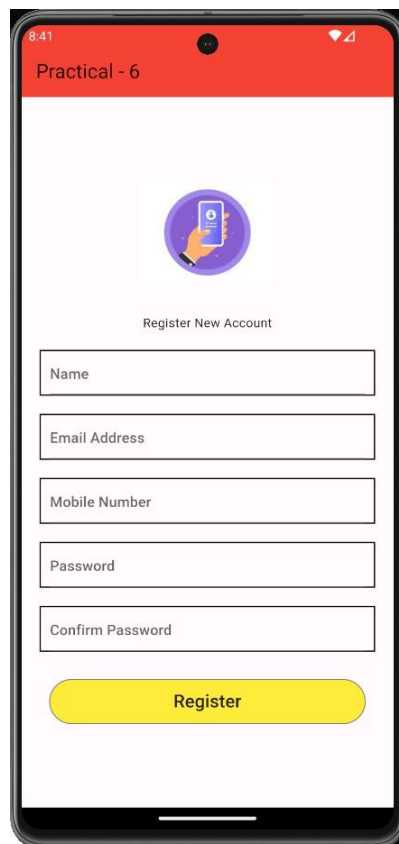 8:41
Practical - 6
Register New Account
Name
Email Address
Mobile Number
Password
Confirm Password
Register